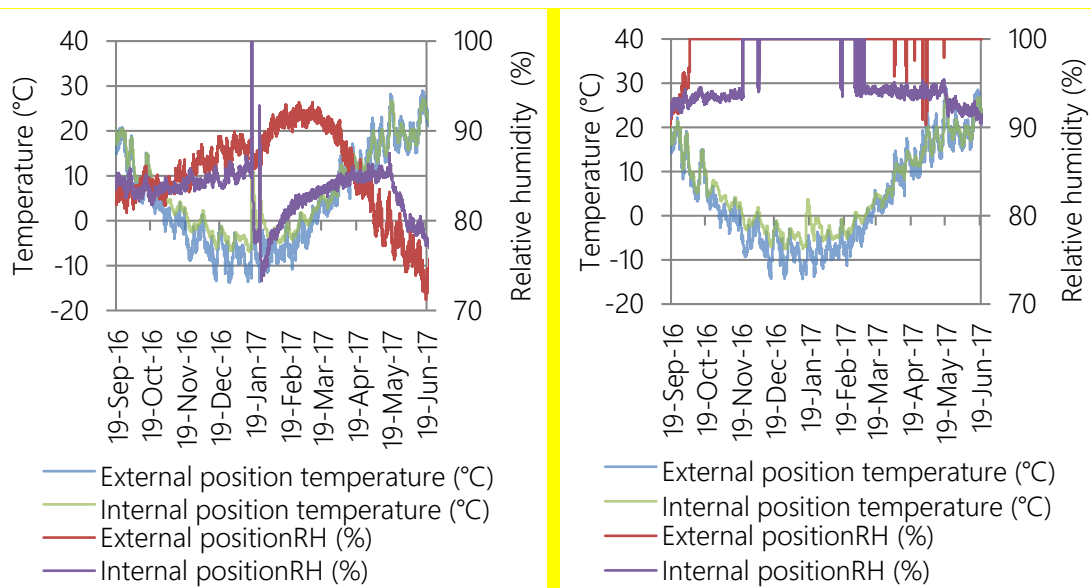 Temperature (°C)
40
30
20
10
0
-10
-20
100
90
80
70
Relative humidity (%)
19-Sep-16
19-Oct-16
19-Nov-16
19-Dec-16
19-Jan-17
19-Feb-17
19-Mar-17
19-Apr-17
19-May-17
19-Jun-17
External position temperature (°C)
Internal position temperature (°C)
External positionRH (%)
Internal positionRH (%)
Temperature (°C)
40
30
20
10
0
-10
-20
100
90
80
70
Relative humidity (%)
19-Sep-16
19-Oct-16
19-Nov-16
19-Dec-16
19-Jan-17
19-Feb-17
19-Mar-17
19-Apr-17
19-May-17
19-Jun-17
External position temperature (°C)
Internal position temperature (°C)
External positionRH (%)
Internal positionRH (%)